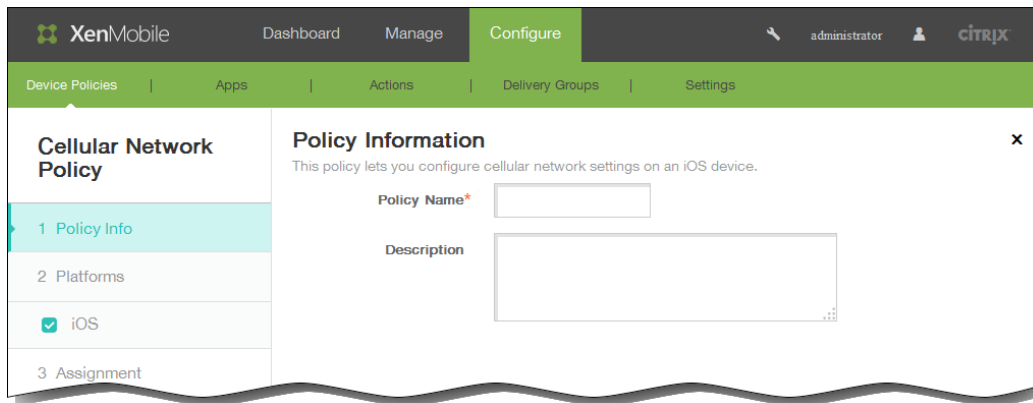 XenMobile Dashboard Manage Configure administrator CİTRIX
Device Policies | Apps | Actions | Delivery Groups | Settings
Cellular Network
Policy
1 Policy Info
2 Platforms
iOS
3 Assignment
Policy Information
This policy lets you configure cellular network settings on an iOS device.
Policy Name*
Description